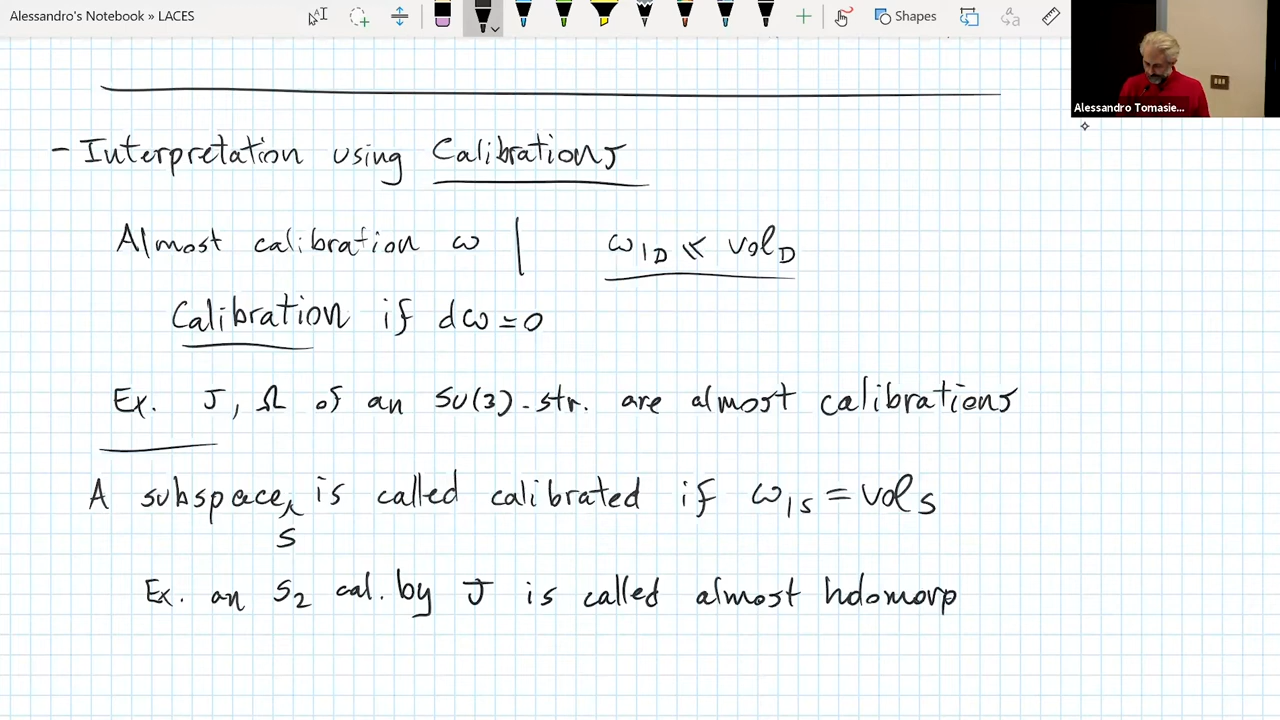 Alessandro's Notebook » LACES
Shapes
Alessandro Tomasie...
- Interpretation using Calibrations
Almost calibration ω | ω|D ≤ vol_D
Calibration if dω = 0
Ex. J, Ω of an SU(3)-str. are almost calibrations
A subspace S is called calibrated if ω|S = vol_S
Ex. an S₂ cal. by J is called almost holomorp